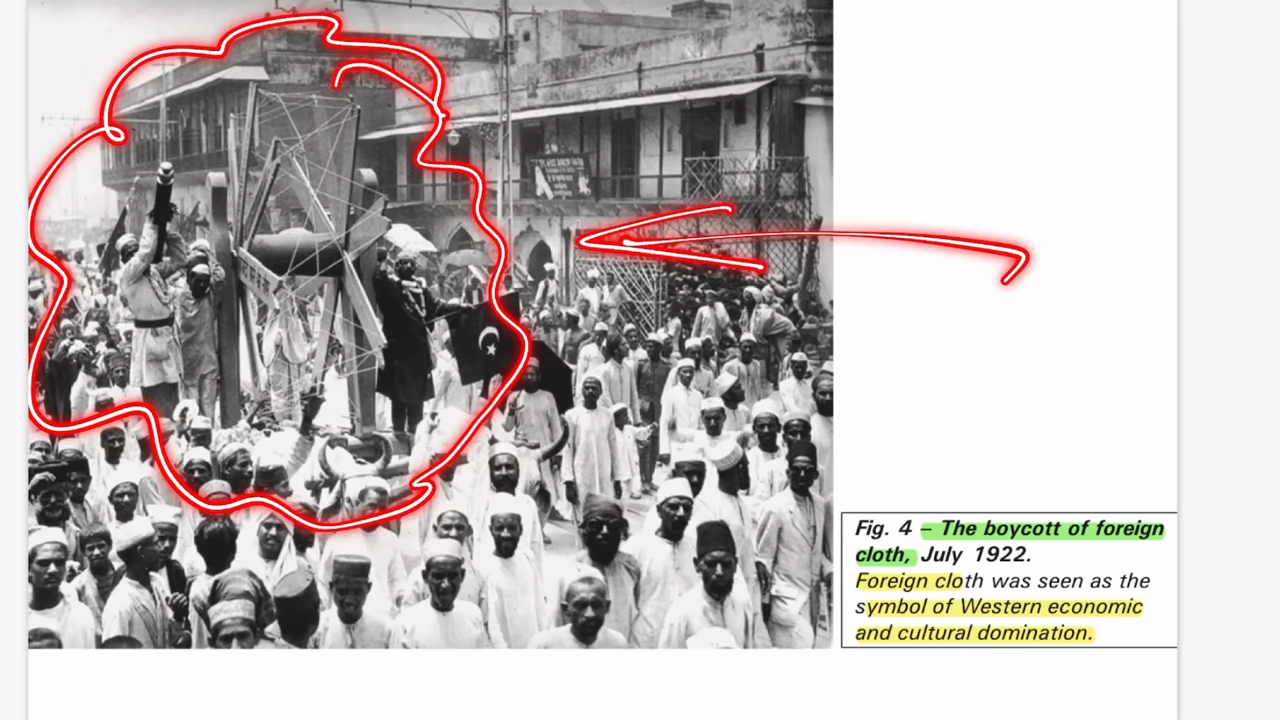 Fig. 4 – The boycott of foreign
cloth, July 1922.
Foreign cloth was seen as the
symbol of Western economic
and cultural domination.